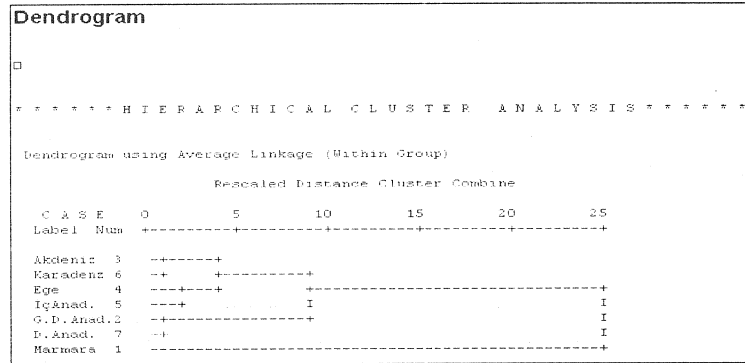 Dendrogram
* * * * * * H I E R A R C H I C A L   C L U S T E R   A N A L Y S I S * * * * * *
Dendrogram using Average Linkage (Within Group)
Rescaled Distance Cluster Combine
C A S E    0    5    10    15    20    25
Label Num +---------+---------+---------+---------+---------+
Akdeniz 3 --+-----+
Karadenz 6 --+     +---------+
Ege 4 ---+---+         +-------------------------------+
IçAnad. 5 ---+             I                               I
G.D.Anad.2 --+---------------+                               I
D.Anad. 7 --+                                               I
Marmara 1 -------------------------------------------------+